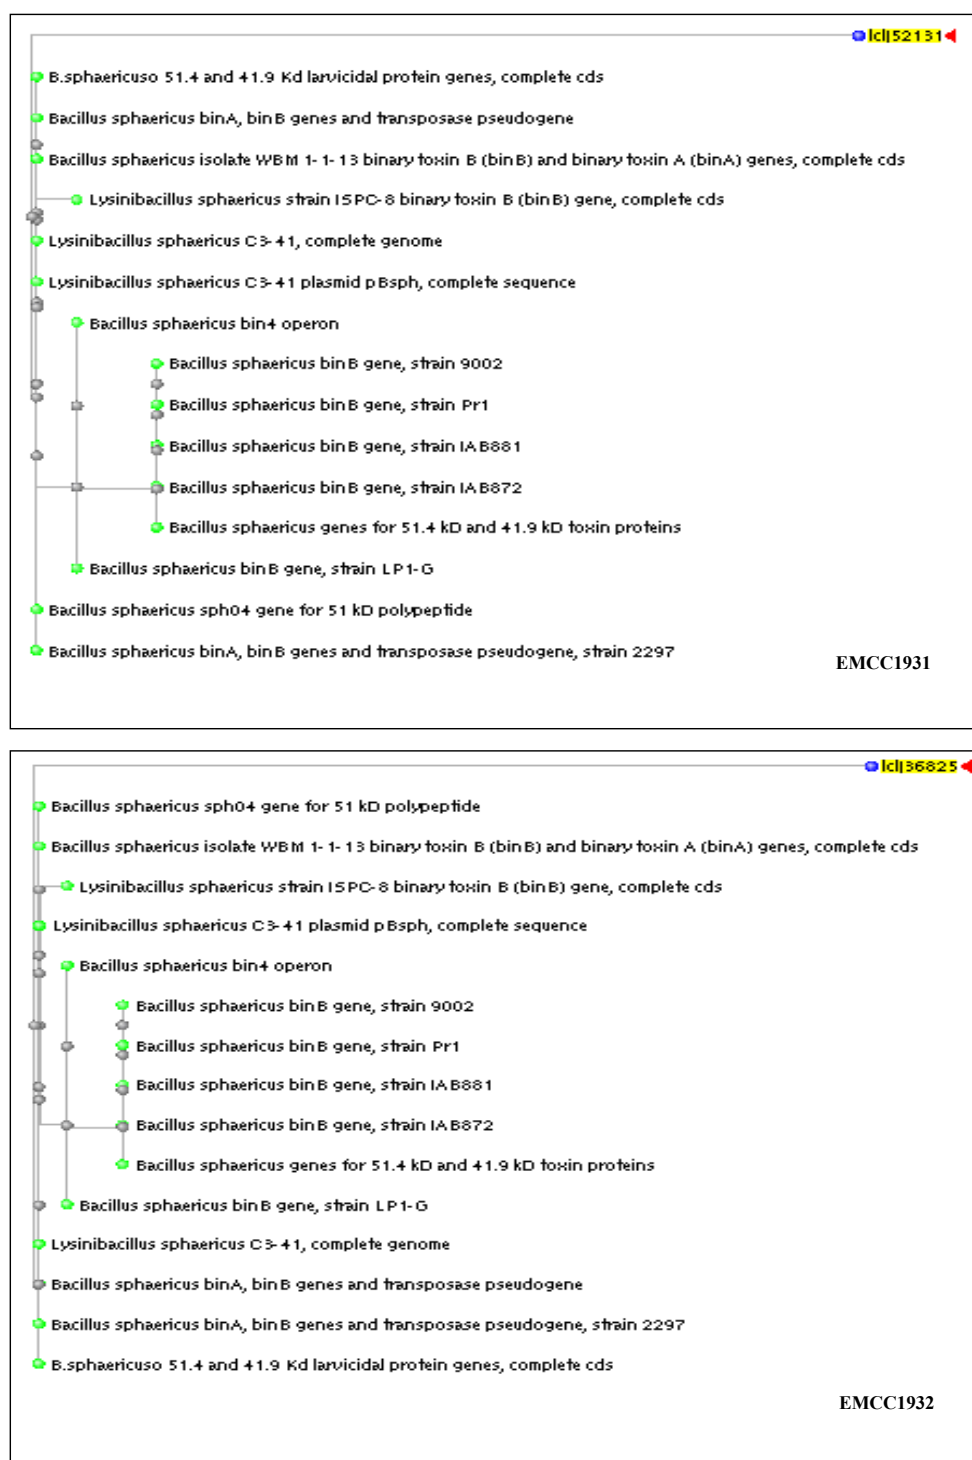 lcl|52131
B.sphaericuso 51.4 and 41.9 Kd larvicidal protein genes, complete cds
Bacillus sphaericus binA, binB genes and transposase pseudogene
Bacillus sphaericus isolate WBM 1-1-13 binary toxin B (binB) and binary toxin A (binA) genes, complete cds
Lysinibacillus sphaericus strain ISPC-8 binary toxin B (binB) gene, complete cds
Lysinibacillus sphaericus C3-41, complete genome
Lysinibacillus sphaericus C3-41 plasmid pBsph, complete sequence
Bacillus sphaericus bin4 operon
Bacillus sphaericus binB gene, strain 9002
Bacillus sphaericus binB gene, strain Pr1
Bacillus sphaericus binB gene, strain IAB881
Bacillus sphaericus binB gene, strain IAB872
Bacillus sphaericus genes for 51.4 kD and 41.9 kD toxin proteins
Bacillus sphaericus binB gene, strain LP1-G
Bacillus sphaericus sph04 gene for 51 kD polypeptide
Bacillus sphaericus binA, binB genes and transposase pseudogene, strain 2297
EMCC1931
lcl|36825
Bacillus sphaericus sph04 gene for 51 kD polypeptide
Bacillus sphaericus isolate WBM 1-1-13 binary toxin B (binB) and binary toxin A (binA) genes, complete cds
Lysinibacillus sphaericus strain ISPC-8 binary toxin B (binB) gene, complete cds
Lysinibacillus sphaericus C3-41 plasmid pBsph, complete sequence
Bacillus sphaericus bin4 operon
Bacillus sphaericus binB gene, strain 9002
Bacillus sphaericus binB gene, strain Pr1
Bacillus sphaericus binB gene, strain IAB881
Bacillus sphaericus binB gene, strain IAB872
Bacillus sphaericus genes for 51.4 kD and 41.9 kD toxin proteins
Bacillus sphaericus binB gene, strain LP1-G
Lysinibacillus sphaericus C3-41, complete genome
Bacillus sphaericus binA, binB genes and transposase pseudogene
Bacillus sphaericus binA, binB genes and transposase pseudogene, strain 2297
B.sphaericuso 51.4 and 41.9 Kd larvicidal protein genes, complete cds
EMCC1932